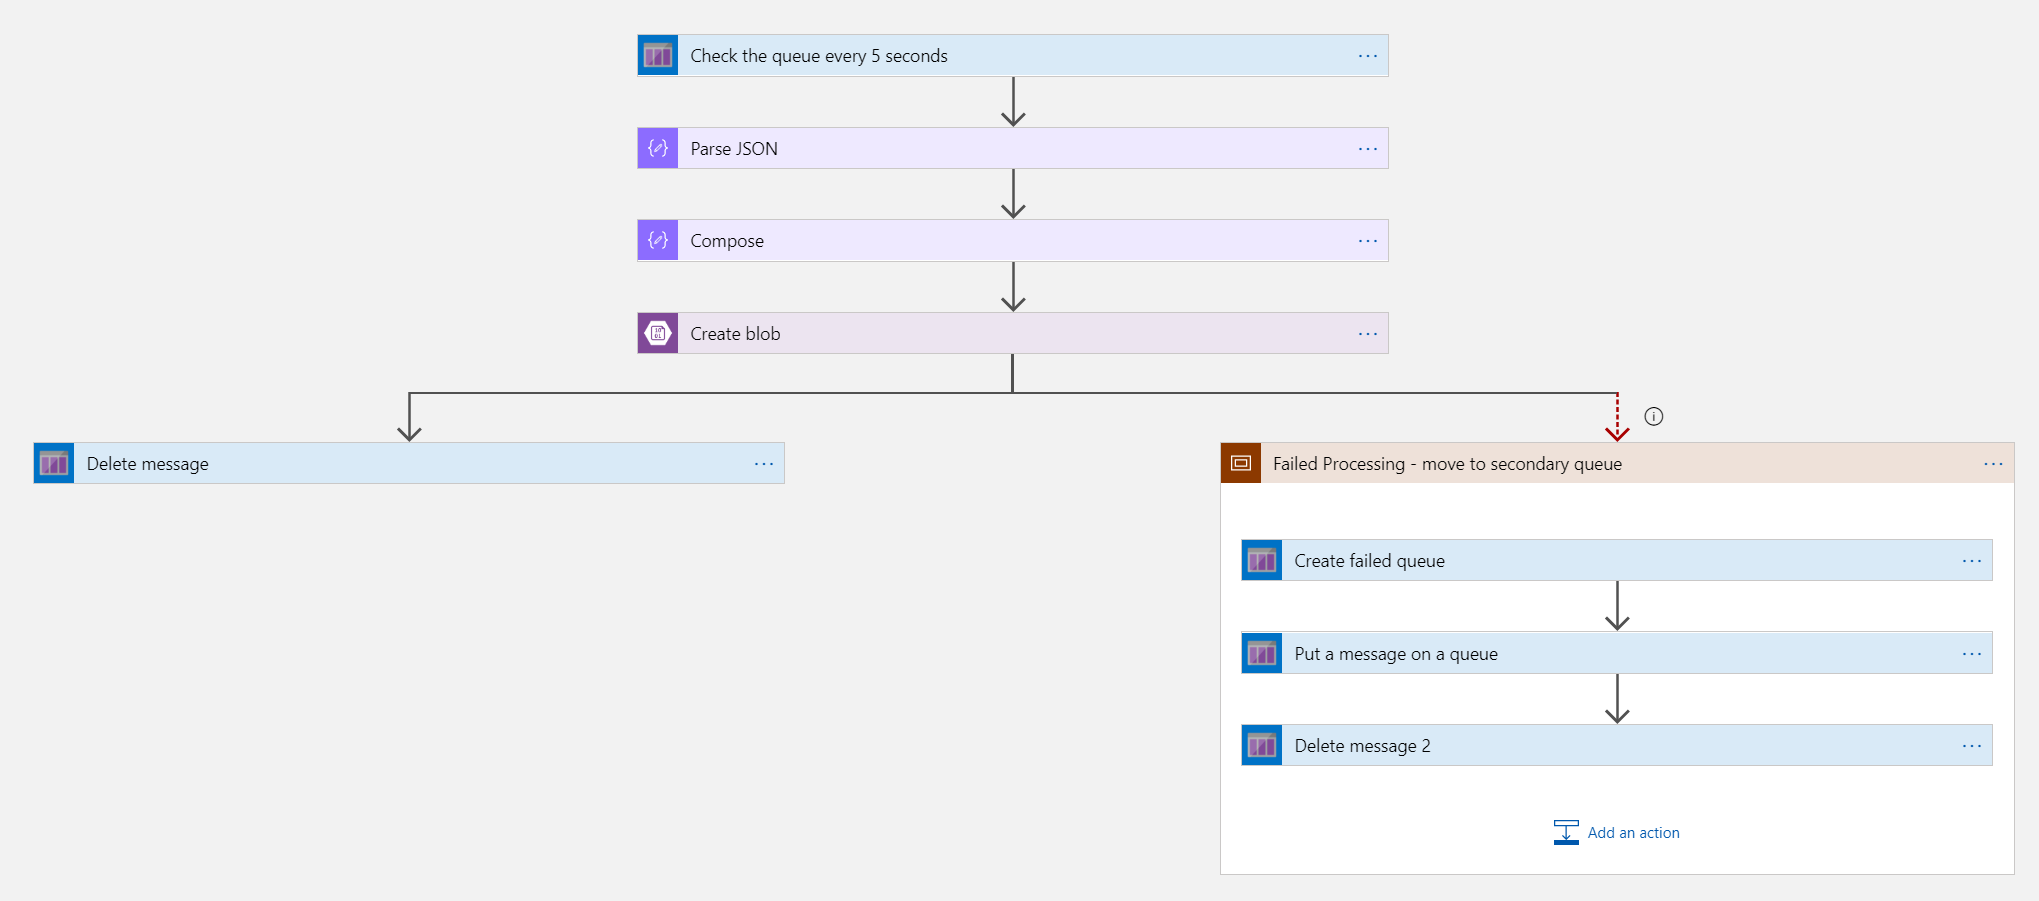 Check the queue every 5 seconds
Parse JSON
Compose
Create blob
Delete message
Failed Processing - move to secondary queue
Create failed queue
Put a message on a queue
Delete message 2
Add an action